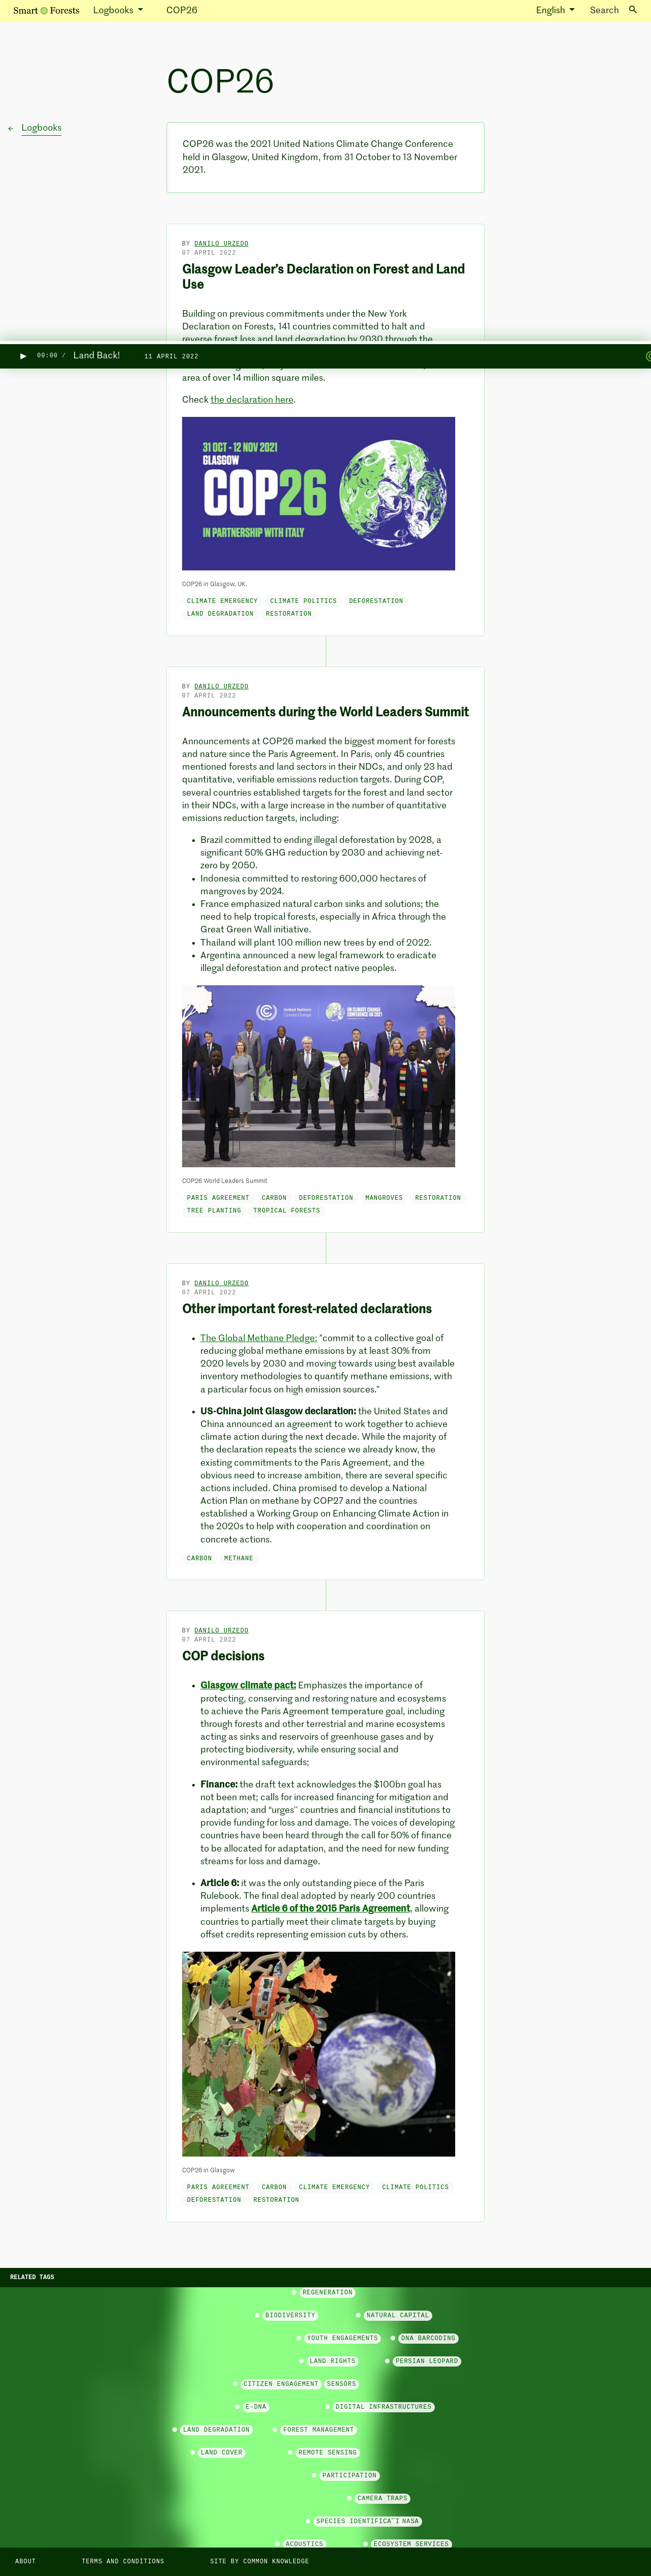 Smart Forests
Logbooks
COP26
English
Search
COP26
Logbooks
COP26 was the 2021 United Nations Climate Change Conference
held in Glasgow, United Kingdom, from 31 October to 13 November
2021.
BY DANILO URZEDO
07 APRIL 2022
Glasgow Leader's Declaration on Forest and Land
Use
Building on previous commitments under the New York
Declaration on Forests, 141 countries committed to halt and
reverse forest loss and land degradation by 2030 through the
00:00 / Land Back! 11 APRIL 2022
area of over 14 million square miles.
Check the declaration here.
31 OCT - 12 NOV 2021
GLASGOW
COP26
IN PARTNERSHIP WITH ITALY
COP26 in Glasgow, UK.
CLIMATE EMERGENCY CLIMATE POLITICS DEFORESTATION
LAND DEGRADATION RESTORATION
BY DANILO URZEDO
07 APRIL 2022
Announcements during the World Leaders Summit
Announcements at COP26 marked the biggest moment for forests
and nature since the Paris Agreement. In Paris, only 45 countries
mentioned forests and land sectors in their NDCs, and only 23 had
quantitative, verifiable emissions reduction targets. During COP,
several countries established targets for the forest and land sector
in their NDCs, with a large increase in the number of quantitative
emissions reduction targets, including:
Brazil committed to ending illegal deforestation by 2028, a
significant 50% GHG reduction by 2030 and achieving net-
zero by 2050.
Indonesia committed to restoring 600,000 hectares of
mangroves by 2024.
France emphasized natural carbon sinks and solutions; the
need to help tropical forests, especially in Africa through the
Great Green Wall initiative.
Thailand will plant 100 million new trees by end of 2022.
Argentina announced a new legal framework to eradicate
illegal deforestation and protect native peoples.
United Nations
Climate Change
UN CLIMATE CHANGE
CONFERENCE
UK 2021
COP26 World Leaders Summit
PARIS AGREEMENT CARBON DEFORESTATION MANGROVES RESTORATION
TREE PLANTING TROPICAL FORESTS
BY DANILO URZEDO
07 APRIL 2022
Other important forest-related declarations
The Global Methane Pledge: "commit to a collective goal of
reducing global methane emissions by at least 30% from
2020 levels by 2030 and moving towards using best available
inventory methodologies to quantify methane emissions, with
a particular focus on high emission sources."
US-China joint Glasgow declaration: the United States and
China announced an agreement to work together to achieve
climate action during the next decade. While the majority of
the declaration repeats the science we already know, the
existing commitments to the Paris Agreement, and the
obvious need to increase ambition, there are several specific
actions included. China promised to develop a National
Action Plan on methane by COP27 and the countries
established a Working Group on Enhancing Climate Action in
the 2020s to help with cooperation and coordination on
concrete actions.
CARBON METHANE
BY DANILO URZEDO
07 APRIL 2022
COP decisions
Glasgow climate pact: Emphasizes the importance of
protecting, conserving and restoring nature and ecosystems
to achieve the Paris Agreement temperature goal, including
through forests and other terrestrial and marine ecosystems
acting as sinks and reservoirs of greenhouse gases and by
protecting biodiversity, while ensuring social and
environmental safeguards;
Finance: the draft text acknowledges the $100bn goal has
not been met; calls for increased financing for mitigation and
adaptation; and “urges'' countries and financial institutions to
provide funding for loss and damage. The voices of developing
countries have been heard through the call for 50% of finance
to be allocated for adaptation, and the need for new funding
streams for loss and damage.
Article 6: it was the only outstanding piece of the Paris
Rulebook. The final deal adopted by nearly 200 countries
implements Article 6 of the 2015 Paris Agreement, allowing
countries to partially meet their climate targets by buying
offset credits representing emission cuts by others.
COP26 in Glasgow
PARIS AGREEMENT CARBON CLIMATE EMERGENCY CLIMATE POLITICS
DEFORESTATION RESTORATION
RELATED TAGS
REGENERATION
BIODIVERSITY NATURAL CAPITAL
YOUTH ENGAGEMENTS DNA BARCODING
LAND RIGHTS PERSIAN LEOPARD
CITIZEN ENGAGEMENT SENSORS
E-DNA DIGITAL INFRASTRUCTURES
LAND DEGRADATION FOREST MANAGEMENT
LAND COVER REMOTE SENSING
PARTICIPATION
CAMERA TRAPS
SPECIES NASA
ACOUSTICS ECOSYSTEM SERVICES
ABOUT TERMS AND CONDITIONS SITE BY COMMON KNOWLEDGE